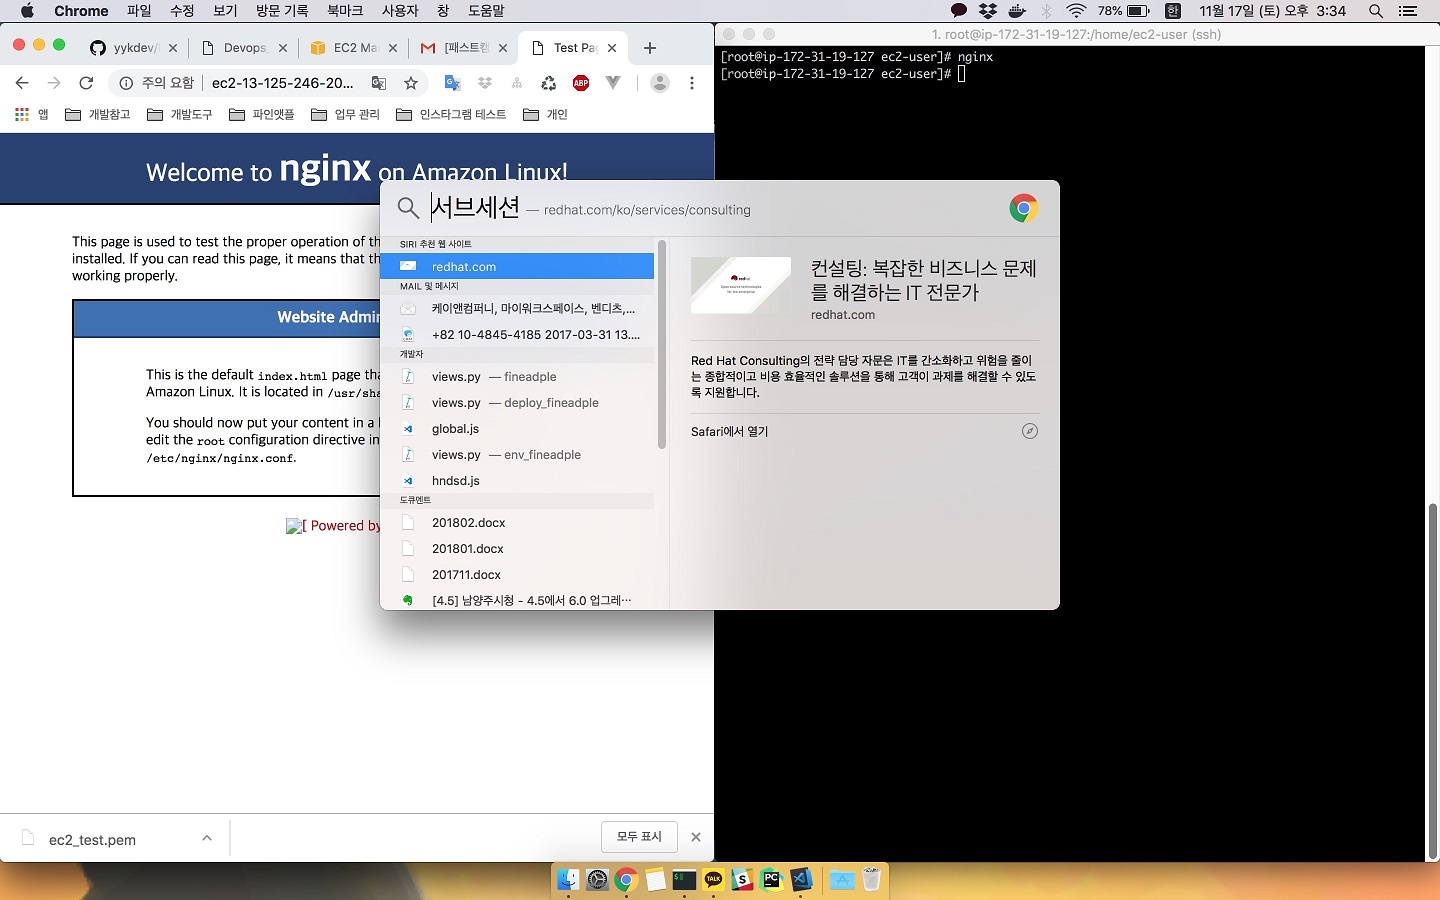 Chrome 파일 수정 보기 방문 기록 북마크 사용자 창 도움말 78% 한 11월 17일 (토) 오후 3:34
yykdev/ Devops_ EC2 Ma [패스트캠 Test Pa
주의 요함 ec2-13-125-246-20... ABP
앱 개발참고 개발도구 파인앳플 업무 관리 인스타그램 테스트 개인
Welcome to nginx on Amazon Linux!
This page is used to test the proper operation of th
installed. If you can read this page, it means that th
working properly.
Website Admin
This is the default index.html page tha
Amazon Linux. It is located in /usr/sha
You should now put your content in a l
edit the root configuration directive in
/etc/nginx/nginx.conf.
[ Powered by
ec2_test.pem
모두 표시
1. root@ip-172-31-19-127:/home/ec2-user (ssh)
[root@ip-172-31-19-127 ec2-user]# nginx
[root@ip-172-31-19-127 ec2-user]#
서브세션 — redhat.com/ko/services/consulting
SIRI 추천 웹 사이트
redhat.com
MAIL 및 메시지
케이앤컴퍼니, 마이워크스페이스, 벤디츠,...
+82 10-4845-4185 2017-03-31 13....
개발자
views.py — fineadple
views.py — deploy_fineadple
global.js
views.py — env_fineadple
hndsd.js
도큐멘트
201802.docx
201801.docx
201711.docx
[4.5] 남양주시청 - 4.5에서 6.0 업그레...
redhat
Open source technologies
for the enterprise
컨설팅: 복잡한 비즈니스 문제
를 해결하는 IT 전문가
redhat.com
Red Hat Consulting의 전략 담당 자문은 IT를 간소화하고 위험을 줄이
는 종합적이고 비용 효율적인 솔루션을 통해 고객이 과제를 해결할 수 있도
록 지원합니다.
Safari에서 열기
TALK
S
PC